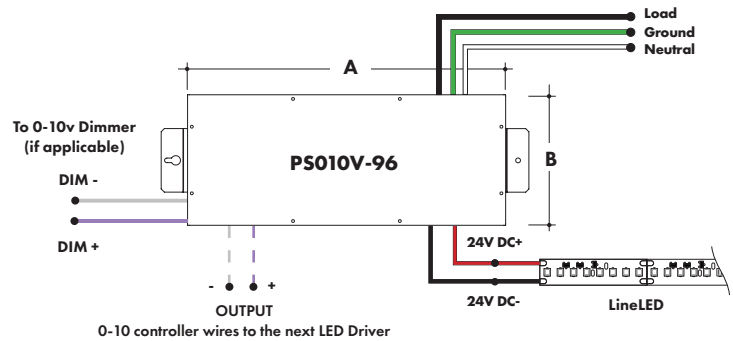 Load
Ground
Neutral
A
To 0-10v Dimmer
(if applicable)
PS010V-96
B
DIM -
DIM +
24V DC+
24V DC-
LineLED
- +
OUTPUT
0-10 controller wires to the next LED Driver